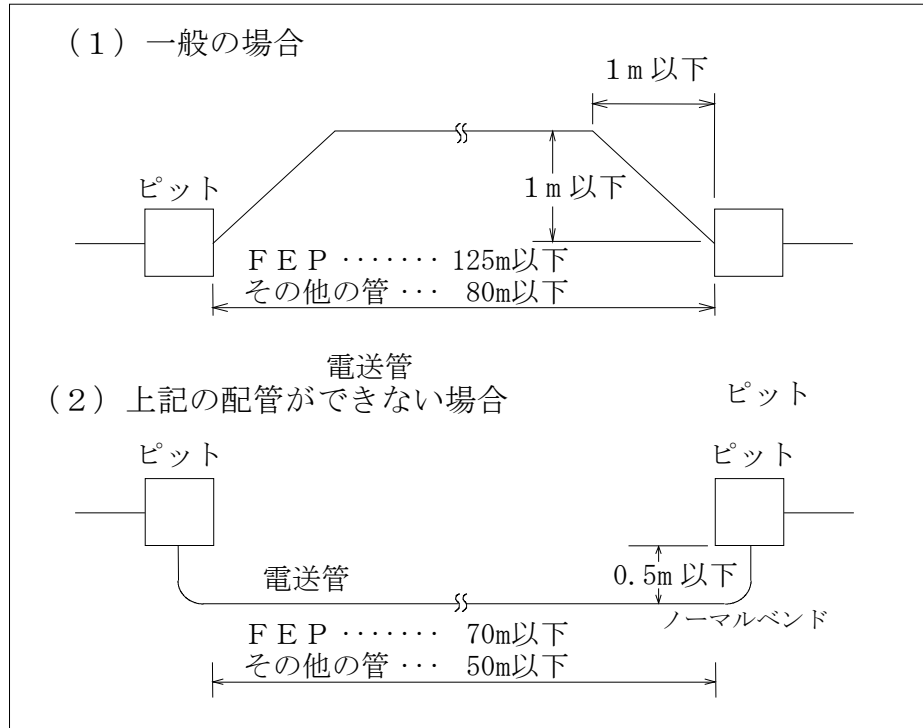 (1) 一般の場合
1m以下
ピット
1m以下
FEP ‥‥‥‥ 125m以下
その他の管 ‥‥ 80m以下
電送管
(2) 上記の配管ができない場合
ピット
ピット
ピット
電送管
0.5m以下
ノーマルベンド
FEP ‥‥‥‥ 70m以下
その他の管 ‥‥ 50m以下